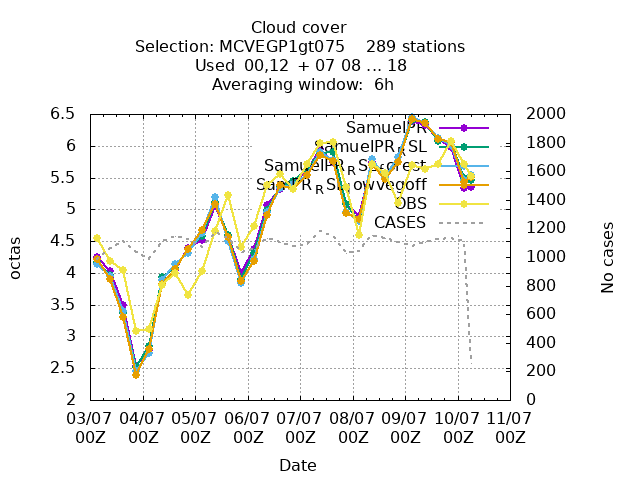 Cloud cover
Selection: MCVEGP1gt075 289 stations
Used 00,12 + 07 08 ... 18
Averaging window: 6h
6.5 2000
6 1800
5.5 1600
5 1400
4.5 1200
4 1000
3.5 800
3 600
2.5 400
2 200
0
octas
No cases
SamuelPR
SamuelPR_R_SL
OBS
CASES
03/07 04/07 05/07 06/07 07/07 08/07 09/07 10/07 11/07
00Z 00Z 00Z 00Z 00Z 00Z 00Z 00Z 00Z
Date